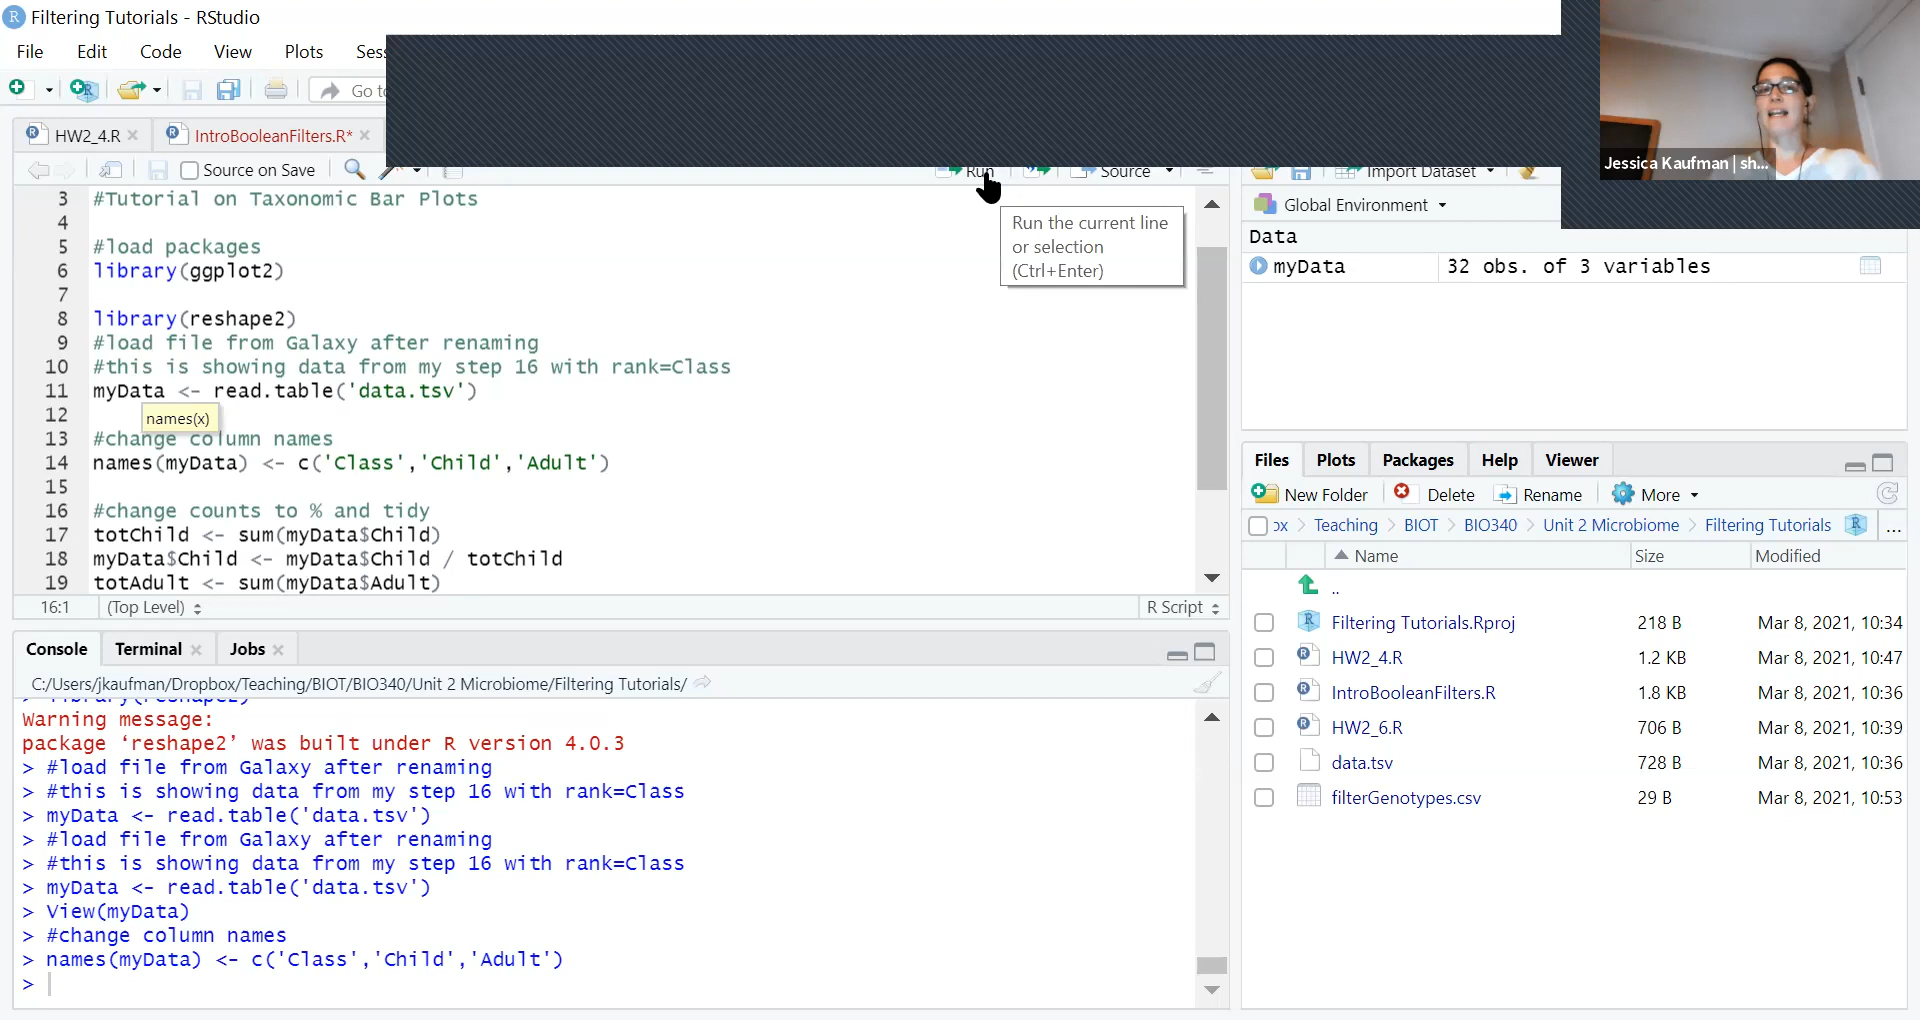 Filtering Tutorials - RStudio
File Edit Code View Plots Sess
Go to
HW2_4.R IntroBooleanFilters.R*
Source on Save
Run Source
3 #Tutorial on Taxonomic Bar Plots
4
5 #load packages
6 library(ggplot2)
7
8 library(reshape2)
9 #load file from Galaxy after renaming
10 #this is showing data from my step 16 with rank=Class
11 myData <- read.table('data.tsv')
12
names(x)
13 #change column names
14 names(myData) <- c('Class','Child','Adult')
15
16 #change counts to % and tidy
17 totChild <- sum(myData$Child)
18 myData$Child <- myData$Child / totChild
19 totAdult <- sum(myData$Adult)
16:1 (Top Level) R Script
Run the current line
or selection
(Ctrl+Enter)
Console Terminal Jobs
C:/Users/jkaufman/Dropbox/Teaching/BIOT/BIO340/Unit 2 Microbiome/Filtering Tutorials/
> library(reshape2)
Warning message:
package ‘reshape2’ was built under R version 4.0.3
> #load file from Galaxy after renaming
> #this is showing data from my step 16 with rank=Class
> myData <- read.table('data.tsv')
> #load file from Galaxy after renaming
> #this is showing data from my step 16 with rank=Class
> myData <- read.table('data.tsv')
> View(myData)
> #change column names
> names(myData) <- c('Class','Child','Adult')
>
Jessica Kaufman | sh...
Import Dataset
Global Environment
Data
myData 32 obs. of 3 variables
Files Plots Packages Help Viewer
New Folder Delete Rename More
ox Teaching BIOT BIO340 Unit 2 Microbiome Filtering Tutorials ...
Name Size Modified
..
Filtering Tutorials.Rproj 218 B Mar 8, 2021, 10:34
HW2_4.R 1.2 KB Mar 8, 2021, 10:47
IntroBooleanFilters.R 1.8 KB Mar 8, 2021, 10:36
HW2_6.R 706 B Mar 8, 2021, 10:39
data.tsv 728 B Mar 8, 2021, 10:36
filterGenotypes.csv 29 B Mar 8, 2021, 10:53